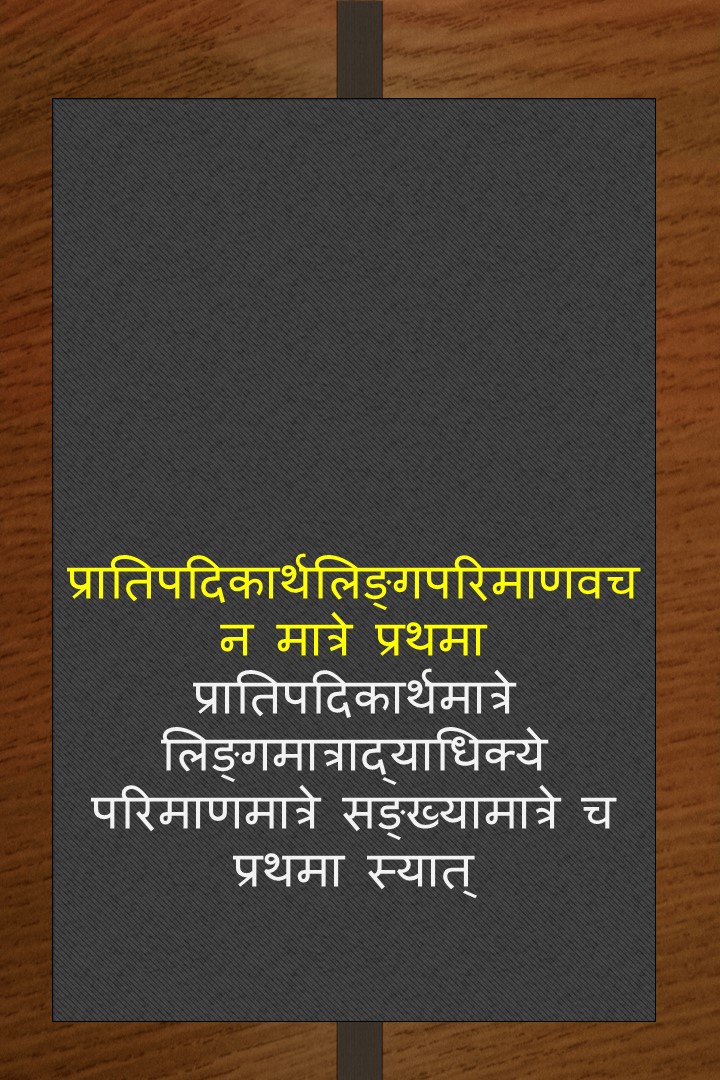 प्रातिपदिकार्थलिङ्गपरिमाणवच
न मात्रे प्रथमा
प्रातिपदिकार्थमात्रे
लिङ्गमात्राद्याधिक्ये
परिमाणमात्रे सङ्ख्यामात्रे च
प्रथमा स्यात्